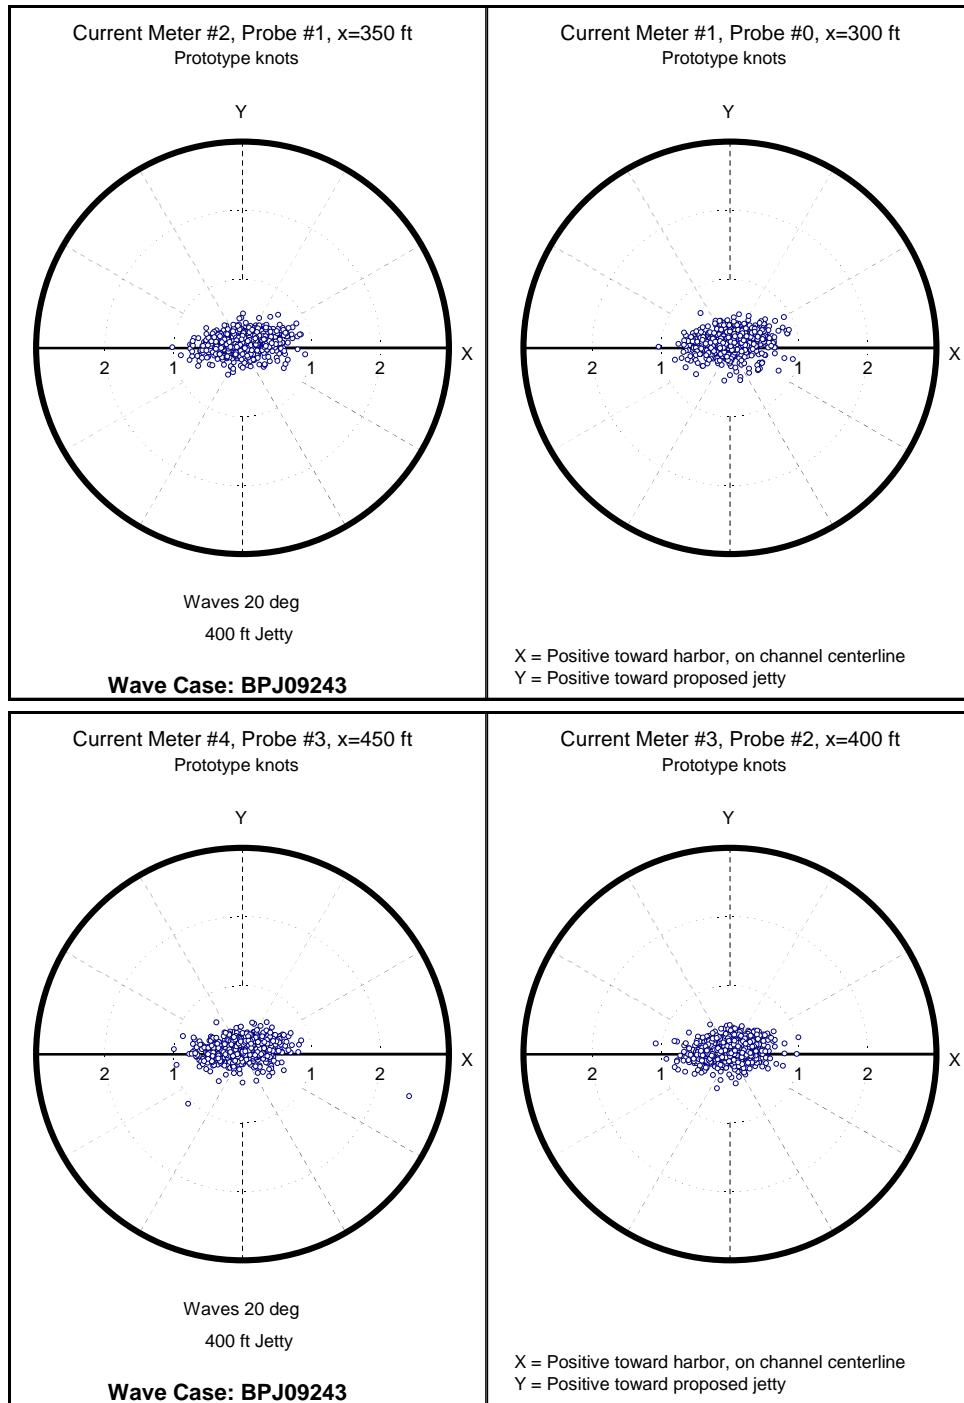 Current Meter #2, Probe #1, x=350 ft
Prototype knots
Y
X
2 1 1 2
Waves 20 deg
400 ft Jetty
Wave Case: BPJ09243
Current Meter #1, Probe #0, x=300 ft
Prototype knots
Y
X
2 1 1 2
X = Positive toward harbor, on channel centerline
Y = Positive toward proposed jetty
Current Meter #4, Probe #3, x=450 ft
Prototype knots
Y
X
2 1 1 2
Waves 20 deg
400 ft Jetty
Wave Case: BPJ09243
Current Meter #3, Probe #2, x=400 ft
Prototype knots
Y
X
2 1 1 2
X = Positive toward harbor, on channel centerline
Y = Positive toward proposed jetty